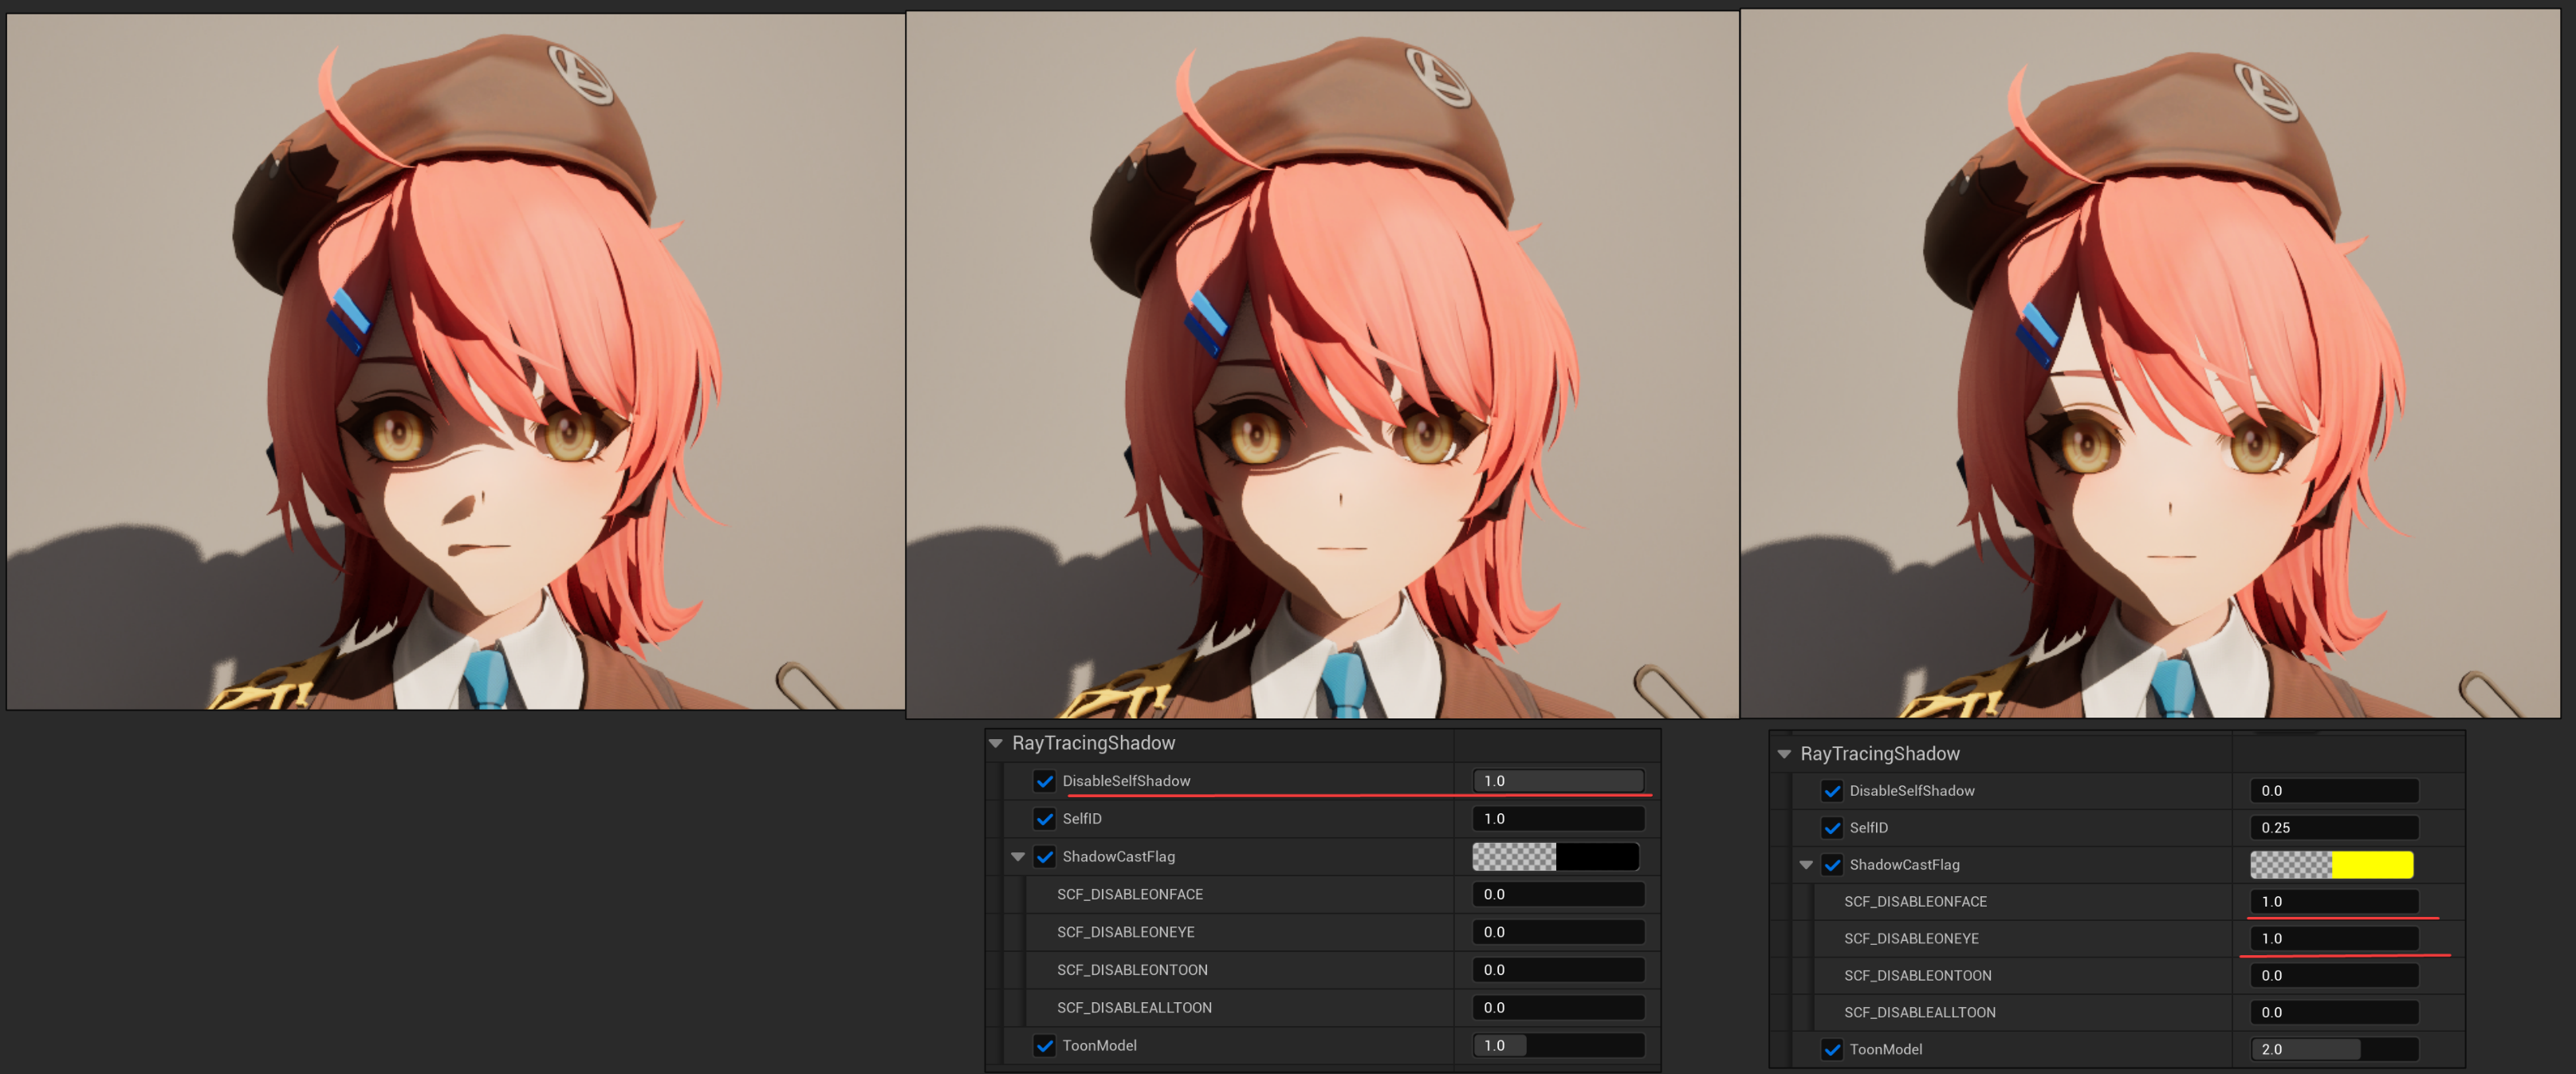 RayTracingShadow
DisableSelfShadow 1.0
SelfID 1.0
ShadowCastFlag
SCF_DISABLEONFACE 0.0
SCF_DISABLEONEYE 0.0
SCF_DISABLEONTOON 0.0
SCF_DISABLEALLTOON 0.0
ToonModel 1.0
RayTracingShadow
DisableSelfShadow 0.0
SelfID 0.25
ShadowCastFlag
SCF_DISABLEONFACE 1.0
SCF_DISABLEONEYE 1.0
SCF_DISABLEONTOON 0.0
SCF_DISABLEALLTOON 0.0
ToonModel 2.0